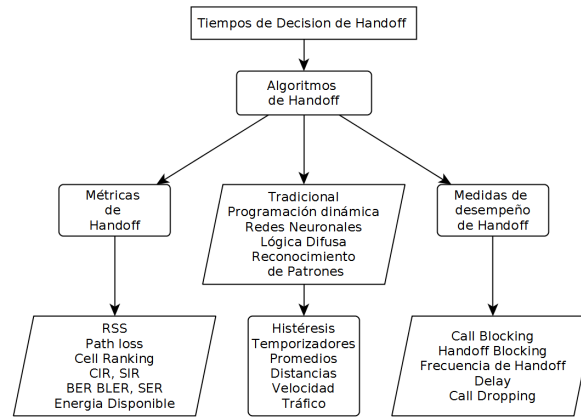 Tiempos de Decision de Handoff
Algoritmos
de Handoff
Métricas
de
Handoff
Tradicional
Programación dinámica
Redes Neuronales
Lógica Difusa
Reconocimiento
de Patrones
Medidas de
desempeño
de Handoff
RSS
Path loss
Cell Ranking
CIR, SIR
BER BLER, SER
Energia Disponible
Histéresis
Temporizadores
Promedios
Distancias
Velocidad
Tráfico
Call Blocking
Handoff Blocking
Frecuencia de Handoff
Delay
Call Dropping